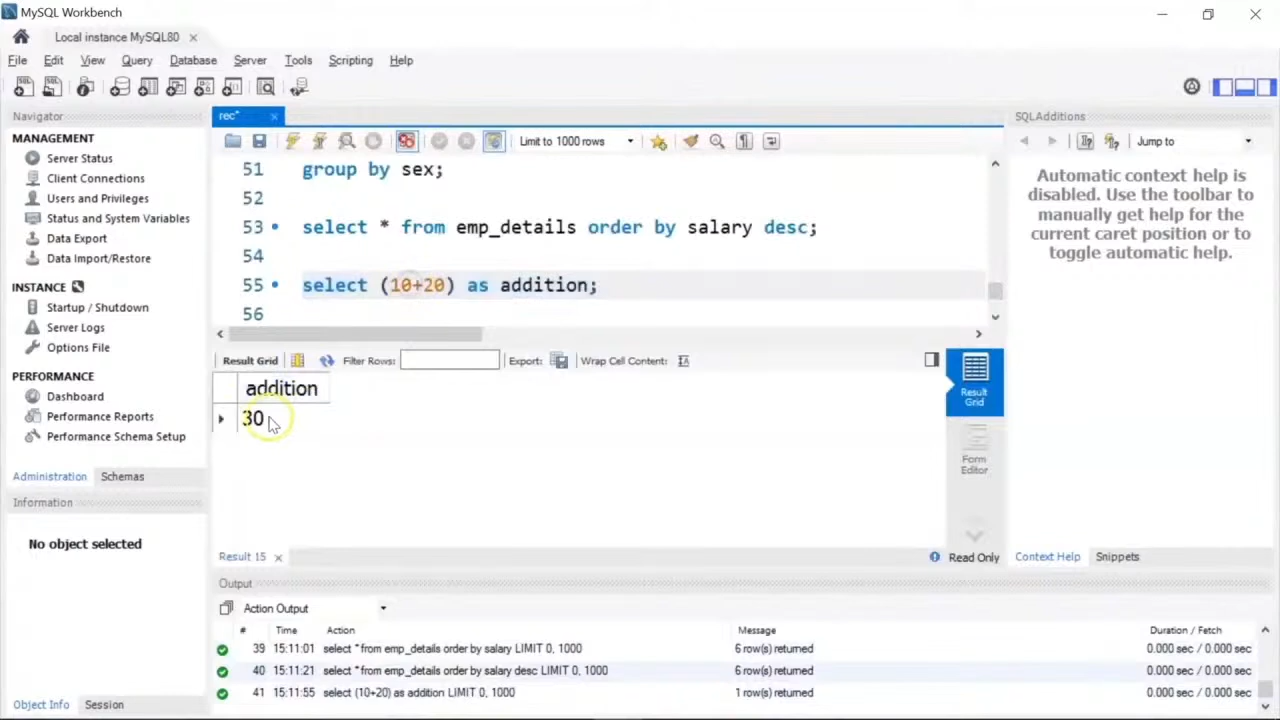 MySQL Workbench
Local instance MySQL80
File Edit View Query Database Server Tools Scripting Help
Navigator
MANAGEMENT
Server Status
Client Connections
Users and Privileges
Status and System Variables
Data Export
Data Import/Restore
INSTANCE
Startup / Shutdown
Server Logs
Options File
PERFORMANCE
Dashboard
Performance Reports
Performance Schema Setup
Administration Schemas
Information
No object selected
Object Info Session
rec*
Limit to 1000 rows
51 group by sex;
52
53 select * from emp_details order by salary desc;
54
55 select (10+20) as addition;
56
Result Grid Filter Rows: Export: Wrap Cell Content:
addition
30
Result Grid
Form Editor
Result 15 Read Only
Output
Action Output
# Time Action Message Duration / Fetch
39 15:11:01 select * from emp_details order by salary LIMIT 0, 1000 6 row(s) returned 0.000 sec / 0.000 sec
40 15:11:21 select * from emp_details order by salary desc LIMIT 0, 1000 6 row(s) returned 0.000 sec / 0.000 sec
41 15:11:55 select (10+20) as addition LIMIT 0, 1000 1 row(s) returned 0.000 sec / 0.000 sec
SQLAdditions
Jump to
Automatic context help is
disabled. Use the toolbar to
manually get help for the
current caret position or to
toggle automatic help.
Context Help Snippets